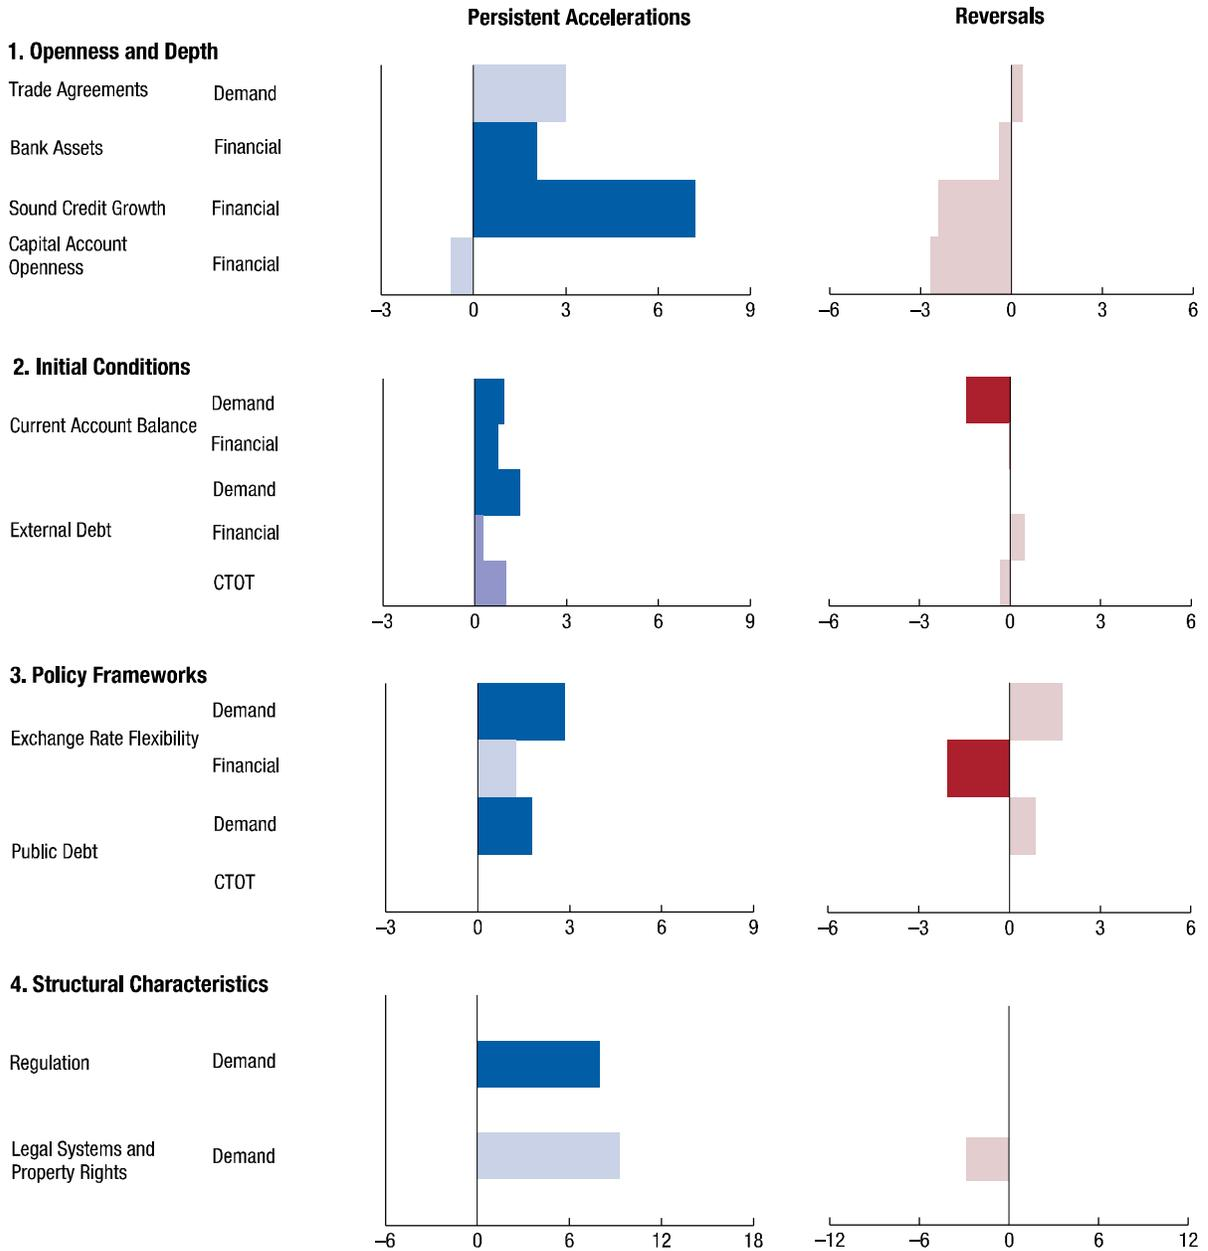 Persistent Accelerations
Reversals
1. Openness and Depth
Trade Agreements Demand
Bank Assets Financial
Sound Credit Growth Financial
Capital Account
Openness Financial
–3 0 3 6 9
–6 –3 0 3 6
2. Initial Conditions
Current Account Balance
Demand
Financial
External Debt
Demand
Financial
CTOT
–3 0 3 6 9
–6 –3 0 3 6
3. Policy Frameworks
Exchange Rate Flexibility
Demand
Financial
Public Debt
Demand
CTOT
–3 0 3 6 9
–6 –3 0 3 6
4. Structural Characteristics
Regulation Demand
Legal Systems and
Property Rights Demand
–6 0 6 12 18
–12 –6 0 6 12